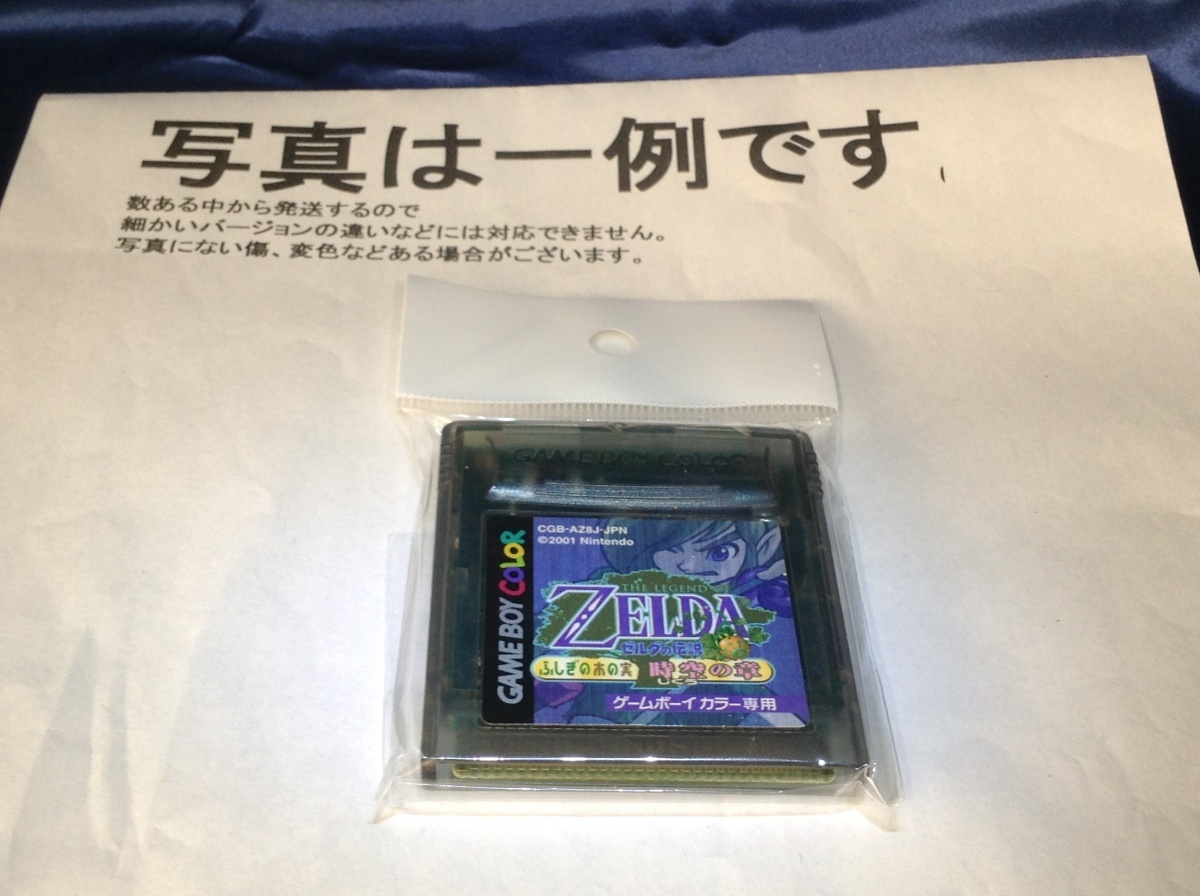 写真は一例です。
数ある中から発送するので
細かいバージョンの違いなどには対応できません。
写真にない傷、変色などある場合がございます。
GAME BOY COLOR
CGB-AZ8J-JPN
©2001 Nintendo
GAME BOY COLOR
THE LEGEND OF
ZELDA
ゼルダの伝説
ふしぎの木の実 時空の章
じくう
ゲームボーイ カラー専用